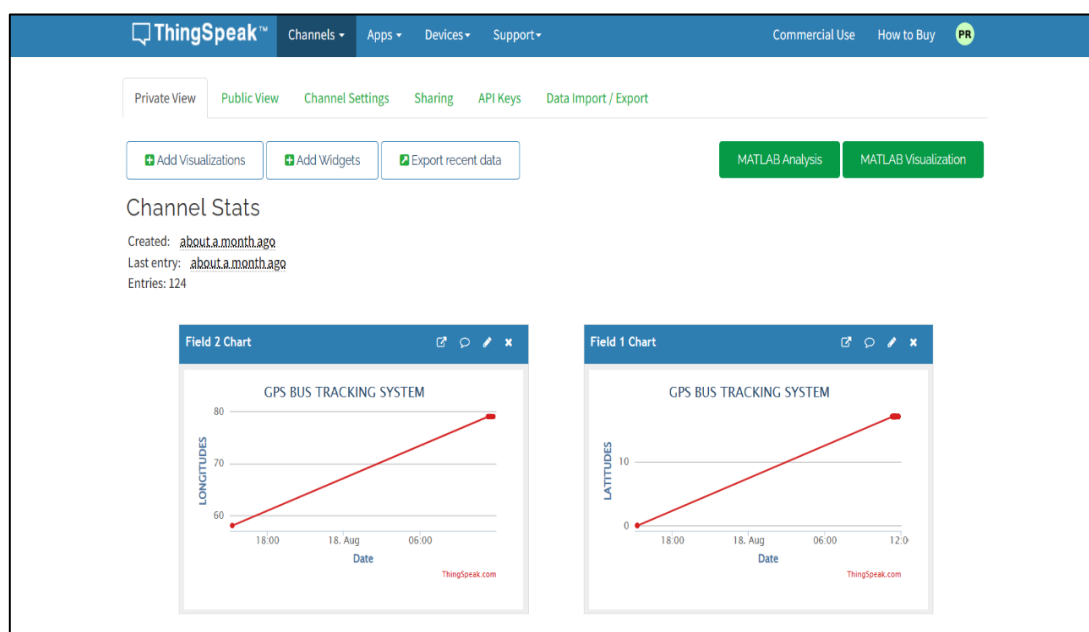 ThingSpeak™ Channels Apps Devices Support Commercial Use How to Buy PR
Private View Public View Channel Settings Sharing API Keys Data Import / Export
Add Visualizations Add Widgets Export recent data MATLAB Analysis MATLAB Visualization
Channel Stats
Created: about a month ago
Last entry: about a month ago
Entries: 124
Field 2 Chart
GPS BUS TRACKING SYSTEM
LONGITUDES
80
70
60
18:00 18. Aug 06:00
Date
ThingSpeak.com
Field 1 Chart
GPS BUS TRACKING SYSTEM
LATITUDES
10
0
18:00 18. Aug 06:00 12:0
Date
ThingSpeak.com